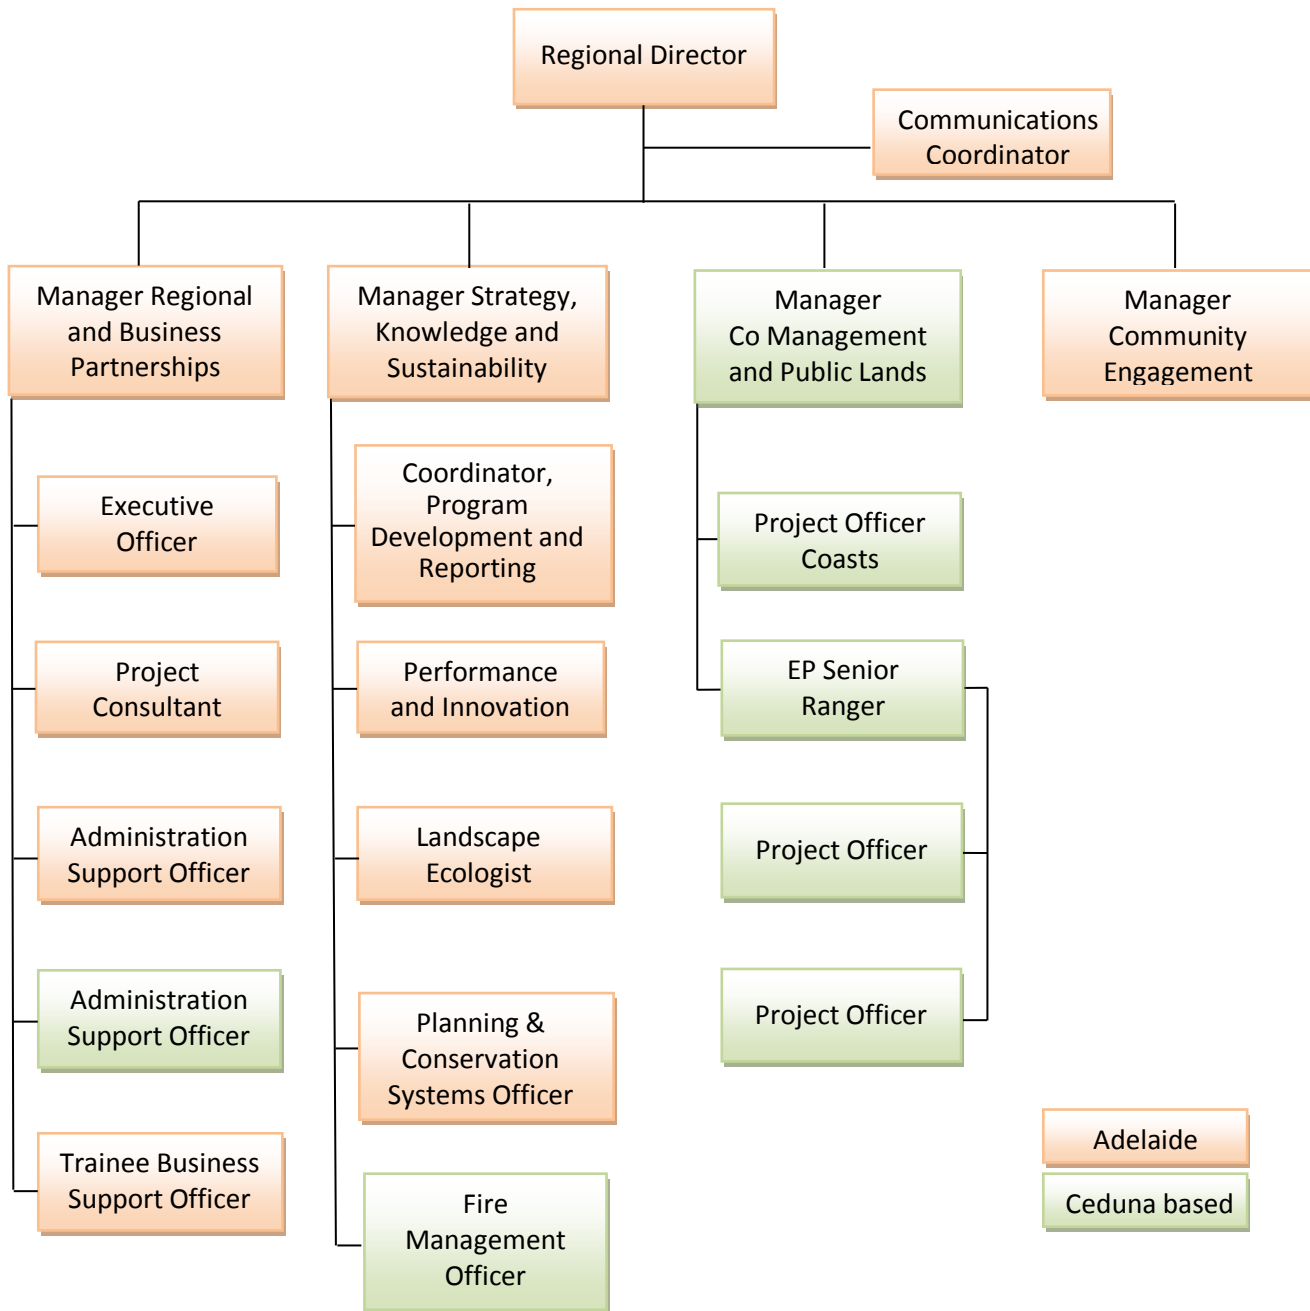 Regional Director
Communications
Coordinator
Manager Regional
and Business
Partnerships
Manager Strategy,
Knowledge and
Sustainability
Manager
Co Management
and Public Lands
Manager
Community
Engagement
Executive
Officer
Project
Consultant
Administration
Support Officer
Administration
Support Officer
Trainee Business
Support Officer
Coordinator,
Program
Development and
Reporting
Performance
and Innovation
Landscape
Ecologist
Planning &
Conservation
Systems Officer
Fire
Management
Officer
Project Officer
Coasts
EP Senior
Ranger
Project Officer
Project Officer
Adelaide
Ceduna based